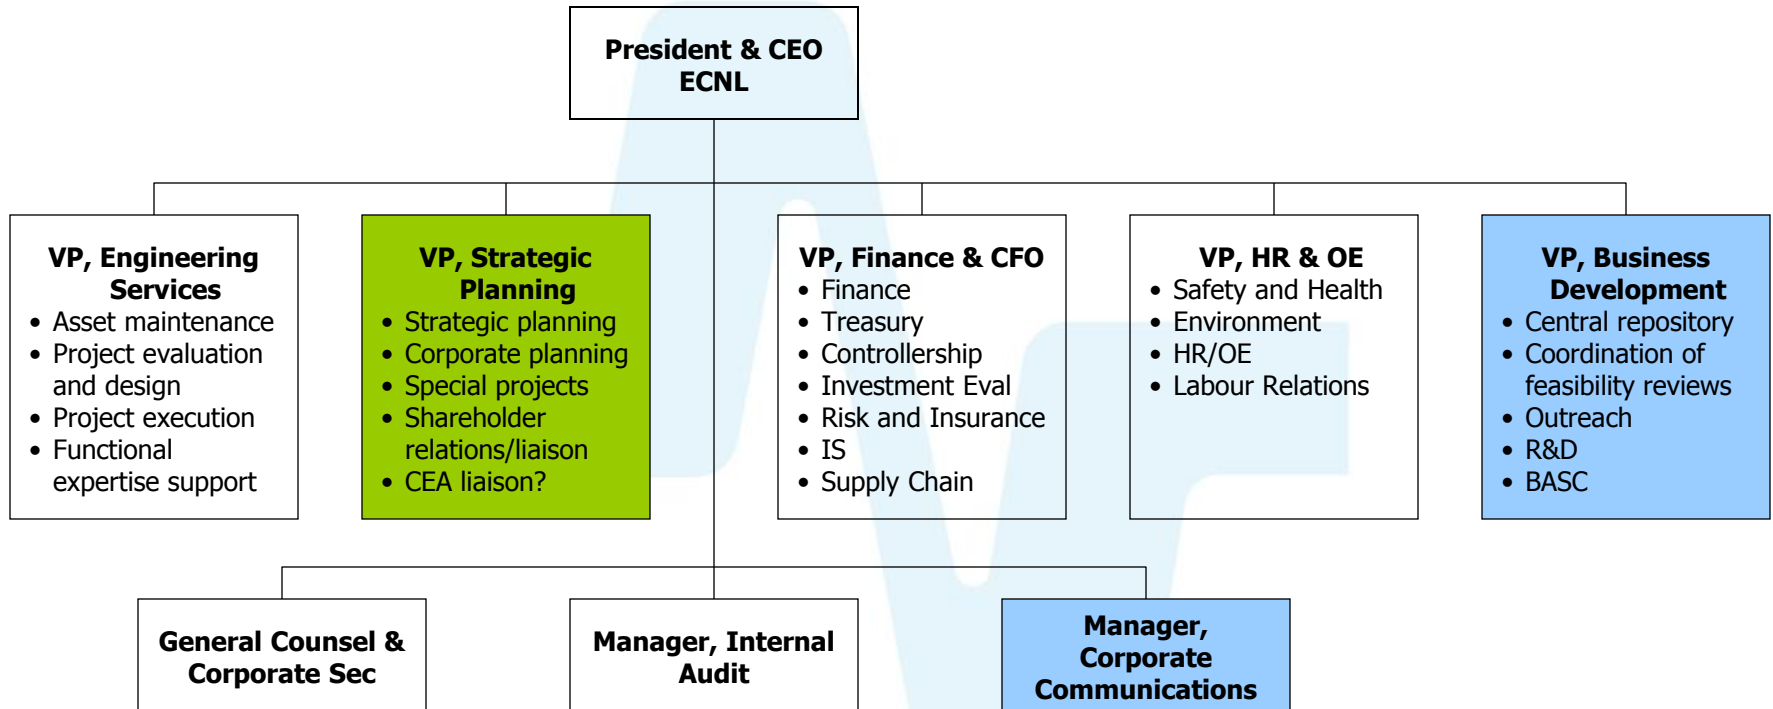 President & CEO
ECNL
VP, Engineering
Services
• Asset maintenance
• Project evaluation
and design
• Project execution
• Functional
expertise support
VP, Strategic
Planning
• Strategic planning
• Corporate planning
• Special projects
• Shareholder
relations/liaison
• CEA liaison?
VP, Finance & CFO
• Finance
• Treasury
• Controllership
• Investment Eval
• Risk and Insurance
• IS
• Supply Chain
VP, HR & OE
• Safety and Health
• Environment
• HR/OE
• Labour Relations
VP, Business
Development
• Central repository
• Coordination of
feasibility reviews
• Outreach
• R&D
• BASC
General Counsel &
Corporate Sec
Manager, Internal
Audit
Manager,
Corporate
Communications